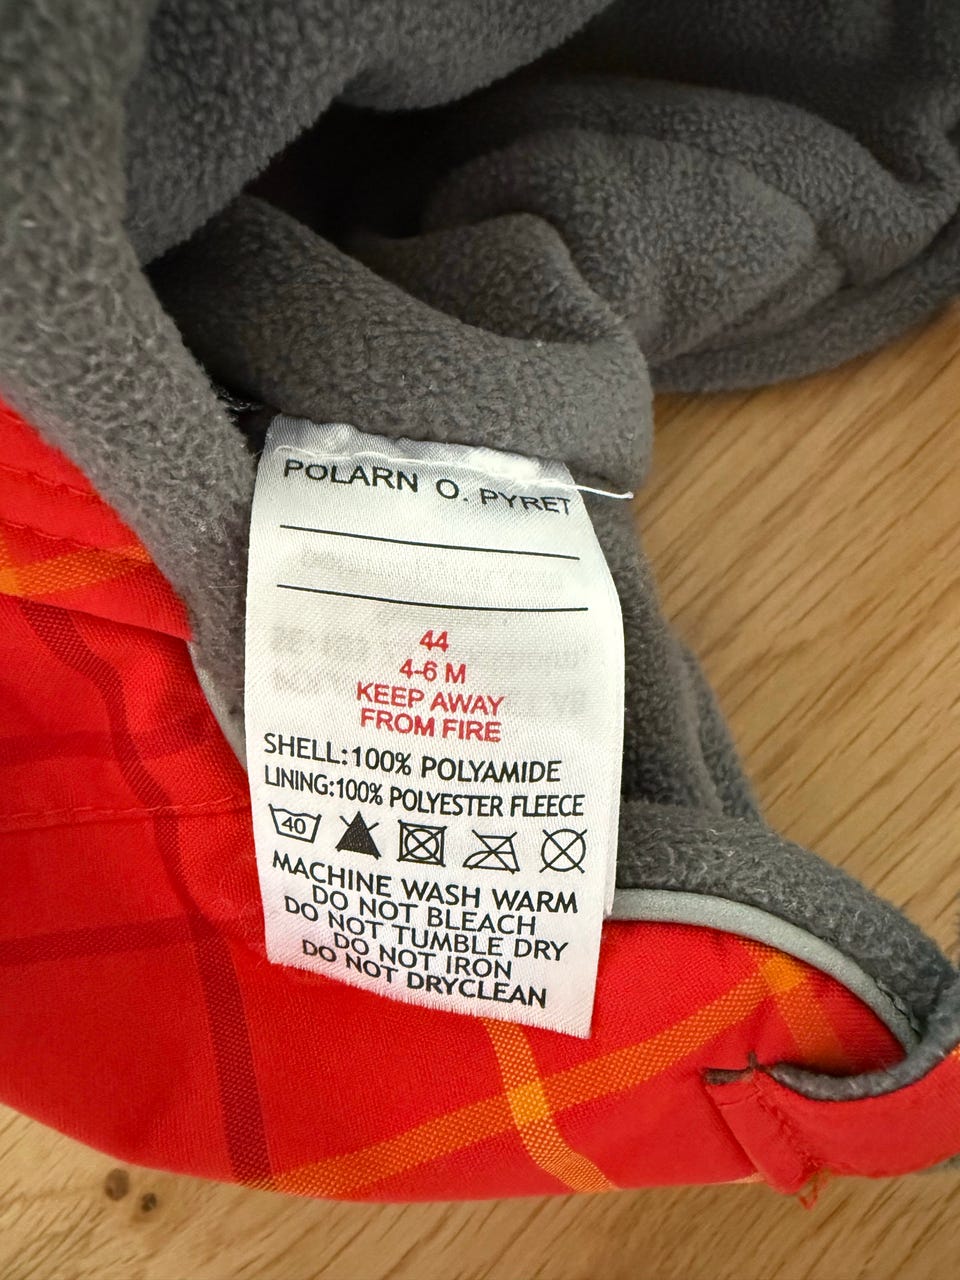 POLARN O. PYRET
44
4-6 M
KEEP AWAY
FROM FIRE
SHELL:100% POLYAMIDE
LINING:100% POLYESTER FLEECE
40
MACHINE WASH WARM
DO NOT BLEACH
DO NOT TUMBLE DRY
DO NOT IRON
DO NOT DRYCLEAN